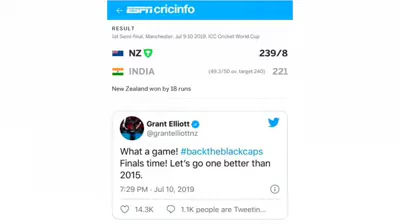 ESPN cricinfo
RESULT
1st Semi-final, Manchester, Jul 9-10 2019, ICC Cricket World Cup
NZ 239/8
INDIA (49.3/50 ov, target 240) 221
New Zealand won by 18 runs
Grant Elliott
@grantelliottnz
What a game! #backtheblackcaps
Finals time! Let's go one better than
2015.
7:29 PM - Jul 10, 2019
14.3K 1.1K people are Tweetin...